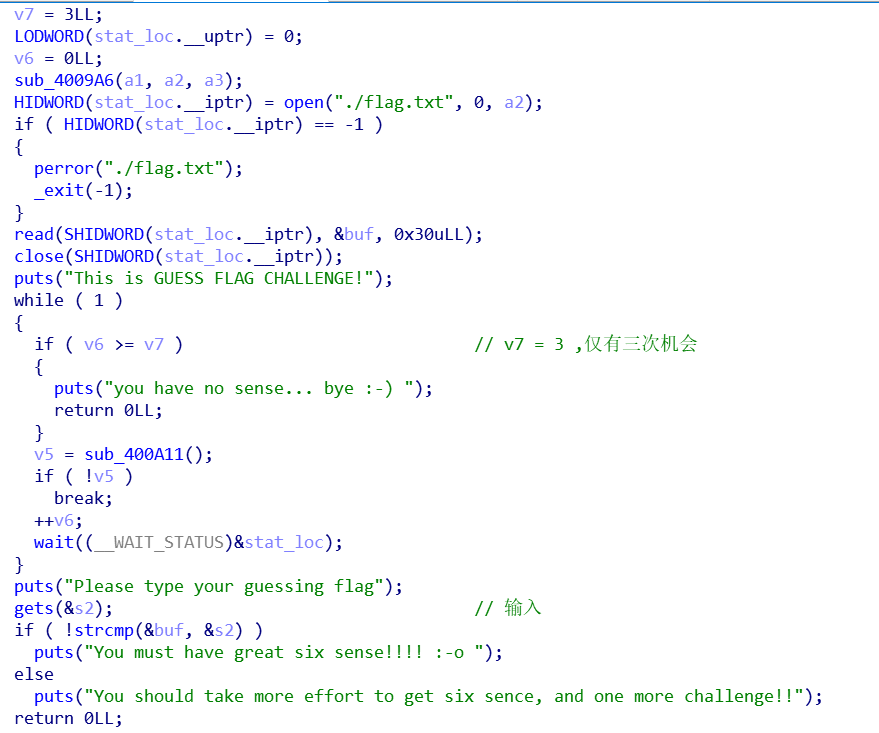 v7 = 3LL;
LODWORD(stat_loc.__uptr) = 0;
v6 = 0LL;
sub_4009A6(a1, a2, a3);
HIDWORD(stat_loc.__iptr) = open("./flag.txt", 0, a2);
if ( HIDWORD(stat_loc.__iptr) == -1 )
{
  perror("./flag.txt");
  _exit(-1);
}
read(SHIDWORD(stat_loc.__iptr), &buf, 0x30uLL);
close(SHIDWORD(stat_loc.__iptr));
puts("This is GUESS FLAG CHALLENGE!");
while ( 1 )
{
  if ( v6 >= v7 )                          // v7 = 3 ,仅有三次机会
  {
    puts("you have no sense... bye :-) ");
    return 0LL;
  }
  v5 = sub_400A11();
  if ( !v5 )
    break;
  ++v6;
  wait((__WAIT_STATUS)&stat_loc);
}
puts("Please type your guessing flag");
gets(&s2);                                 // 输入
if ( !strcmp(&buf, &s2) )
  puts("You must have great six sense!!!! :-o ");
else
  puts("You should take more effort to get six sence, and one more challenge!!");
return 0LL;